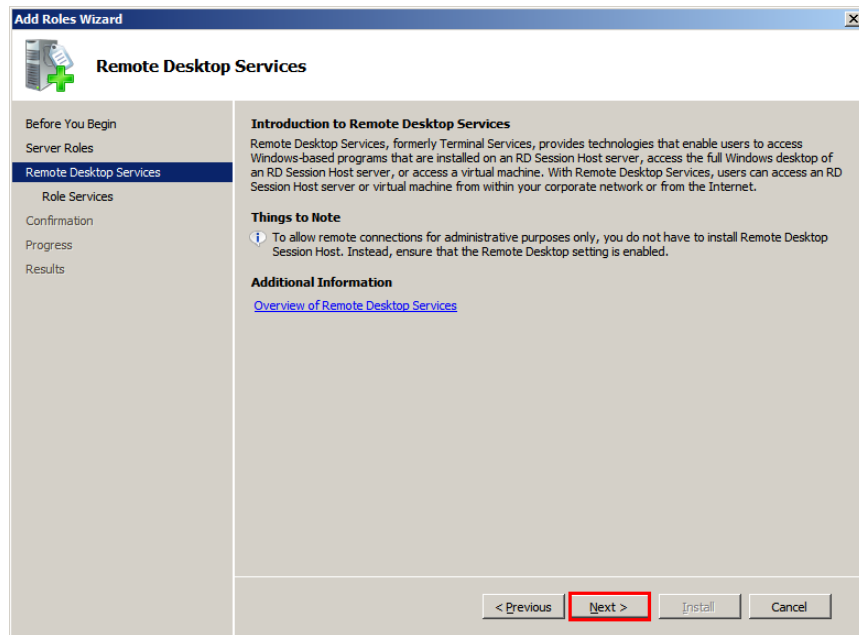 Add Roles Wizard
Remote Desktop Services
Before You Begin
Server Roles
Remote Desktop Services
Role Services
Confirmation
Progress
Results
Introduction to Remote Desktop Services
Remote Desktop Services, formerly Terminal Services, provides technologies that enable users to access
Windows-based programs that are installed on an RD Session Host server, access the full Windows desktop of
an RD Session Host server, or access a virtual machine. With Remote Desktop Services, users can access an RD
Session Host server or virtual machine from within your corporate network or from the Internet.
Things to Note
To allow remote connections for administrative purposes only, you do not have to install Remote Desktop
Session Host. Instead, ensure that the Remote Desktop setting is enabled.
Additional Information
Overview of Remote Desktop Services
< Previous Next > Install Cancel